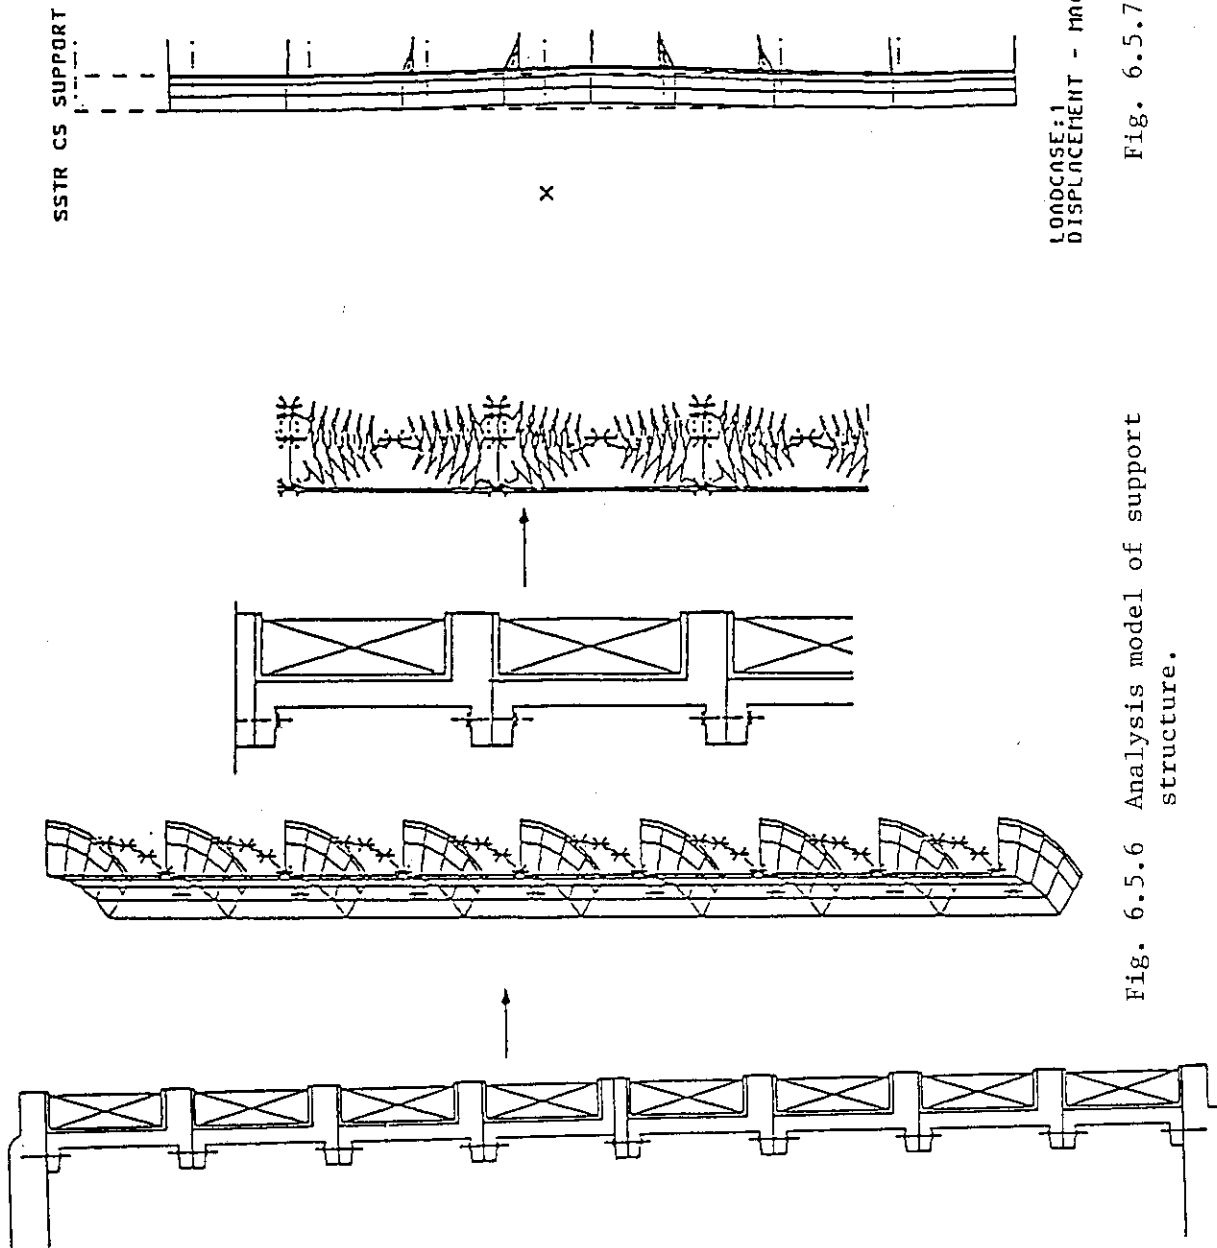 SSTR CS SUPPORT
X
LOADCASE:1
DISPLACEMENT - MAG
Fig. 6.5.7
Fig. 6.5.6 Analysis model of support
structure.